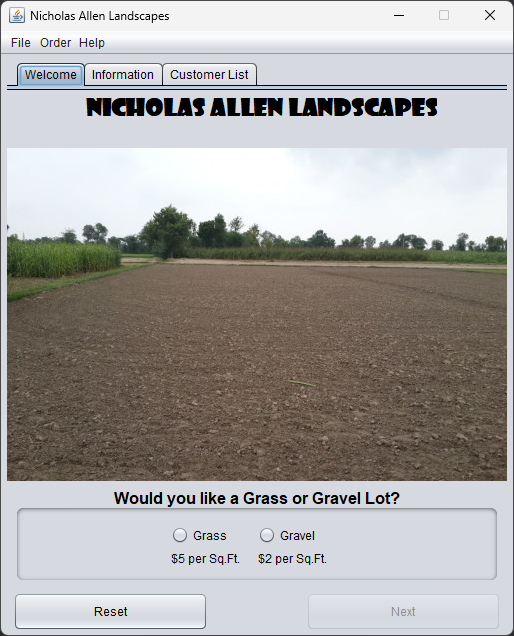 Nicholas Allen Landscapes
File Order Help
Welcome Information Customer List
NICHOLAS ALLEN LANDSCAPES
Would you like a Grass or Gravel Lot?
Grass Gravel
$5 per Sq.Ft. $2 per Sq.Ft.
Reset Next